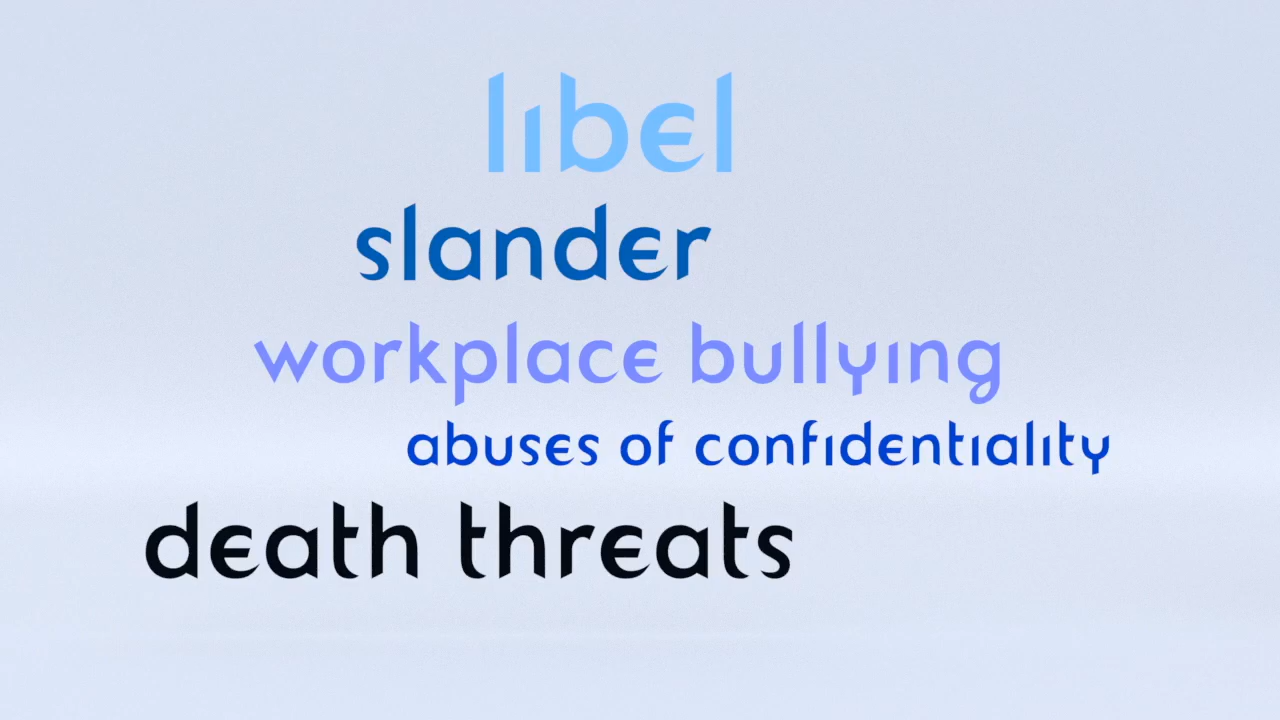 libel
slander
workplace bullying
abuses of confidentiality
death threats